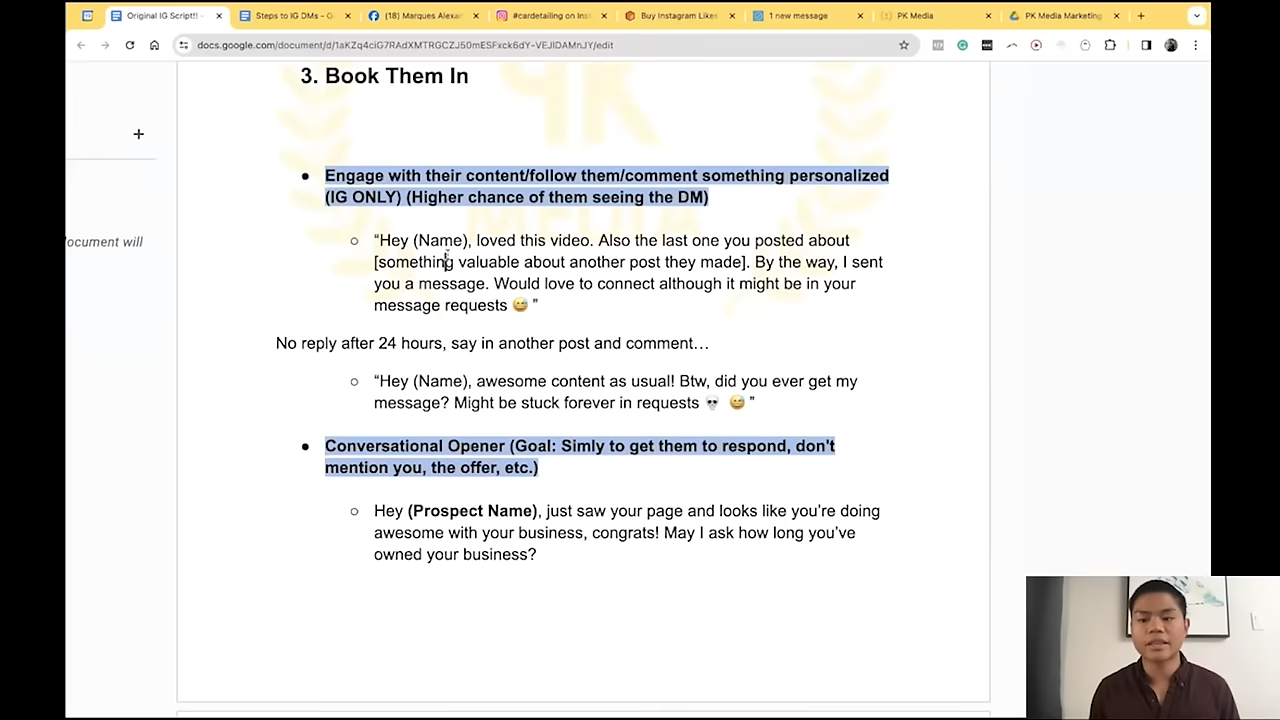 Original IG Script!! -
Steps to IG DMs - G
(18) Marques Alexar
#cardetailing on Inst
Buy Instagram Likes
1 new message
PK Media
PK Media Marketing
docs.google.com/document/d/1aKZq4ciG7RAdXMTRGCZJ50mESFxck6dY-VEJIDAMnJY/edit
3. Book Them In
ocument will
● Engage with their content/follow them/comment something personalized
(IG ONLY) (Higher chance of them seeing the DM)
○ “Hey (Name), loved this video. Also the last one you posted about
[something valuable about another post they made]. By the way, I sent
you a message. Would love to connect although it might be in your
message requests 😅 ”
No reply after 24 hours, say in another post and comment…
○ “Hey (Name), awesome content as usual! Btw, did you ever get my
message? Might be stuck forever in requests 💀 😅 ”
● Conversational Opener (Goal: Simly to get them to respond, don't
mention you, the offer, etc.)
○ Hey (Prospect Name), just saw your page and looks like you’re doing
awesome with your business, congrats! May I ask how long you’ve
owned your business?